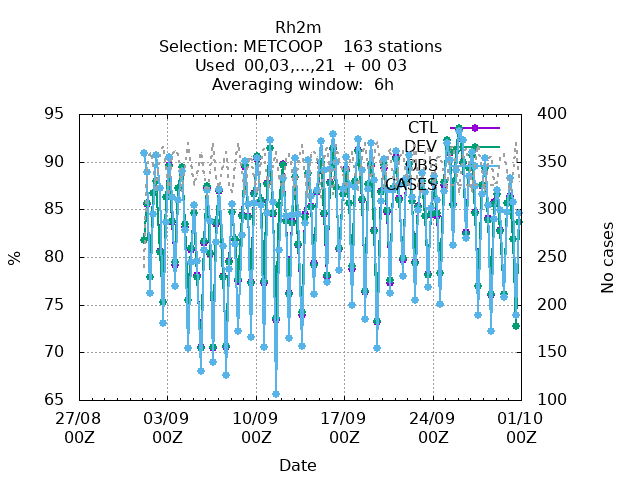 Rh2m
Selection: METCOOP 163 stations
Used 00,03,...,21 + 00 03
Averaging window: 6h
95 400
CTL
DEV
90 350
OBS
CASES
85 300
80 250
% No cases
75 200
70 150
65 100
27/08 03/09 10/09 17/09 24/09 01/10
00Z 00Z 00Z 00Z 00Z 00Z
Date